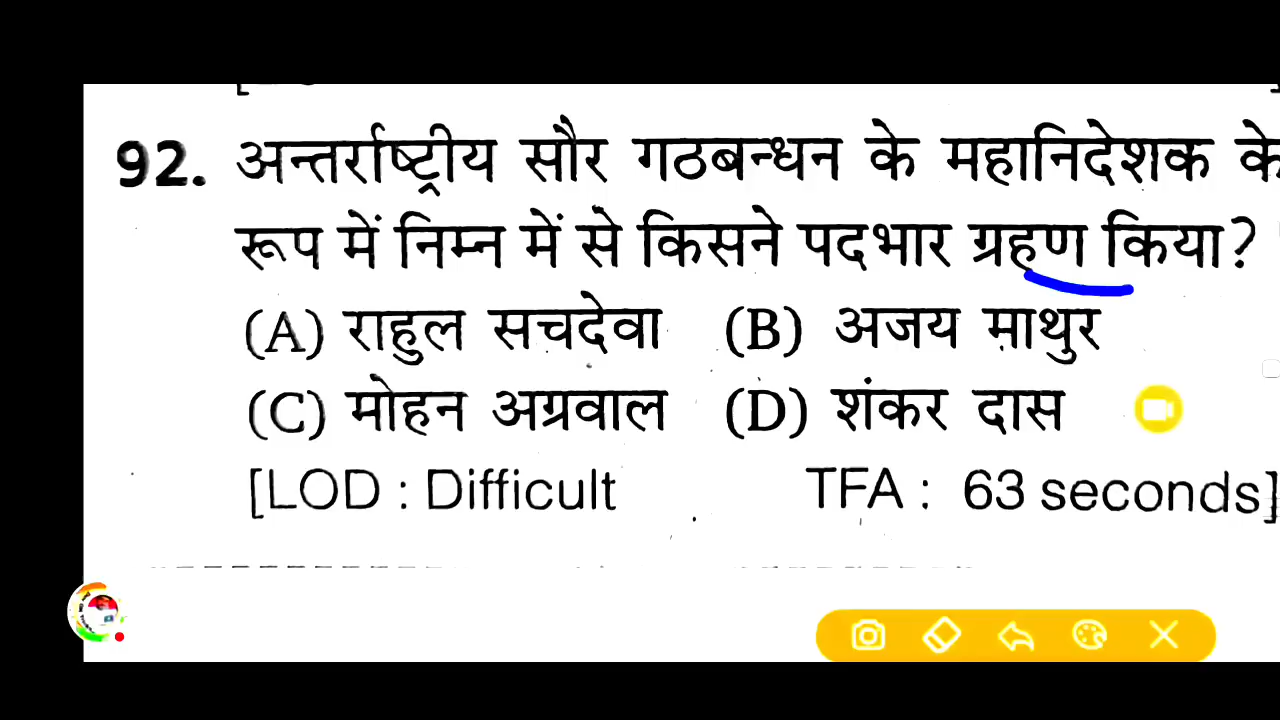 92. अन्तर्राष्ट्रीय सौर गठबन्धन के महानिदेशक के
रूप में निम्न में से किसने पदभार ग्रहण किया?
(A) राहुल सचदेवा (B) अजय माथुर
(C) मोहन अग्रवाल (D) शंकर दास
[LOD : Difficult TFA : 63 seconds]